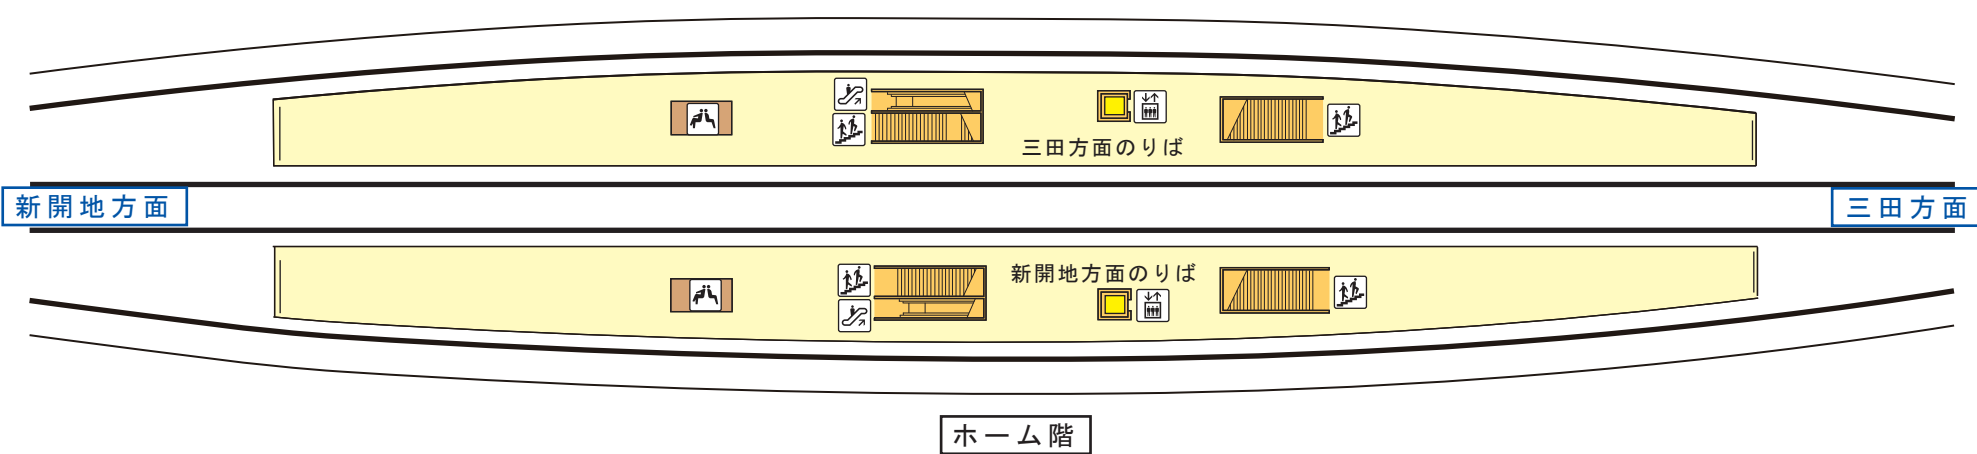 三田方面のりば
新開地方面
三田方面
新開地方面のりば
ホーム階